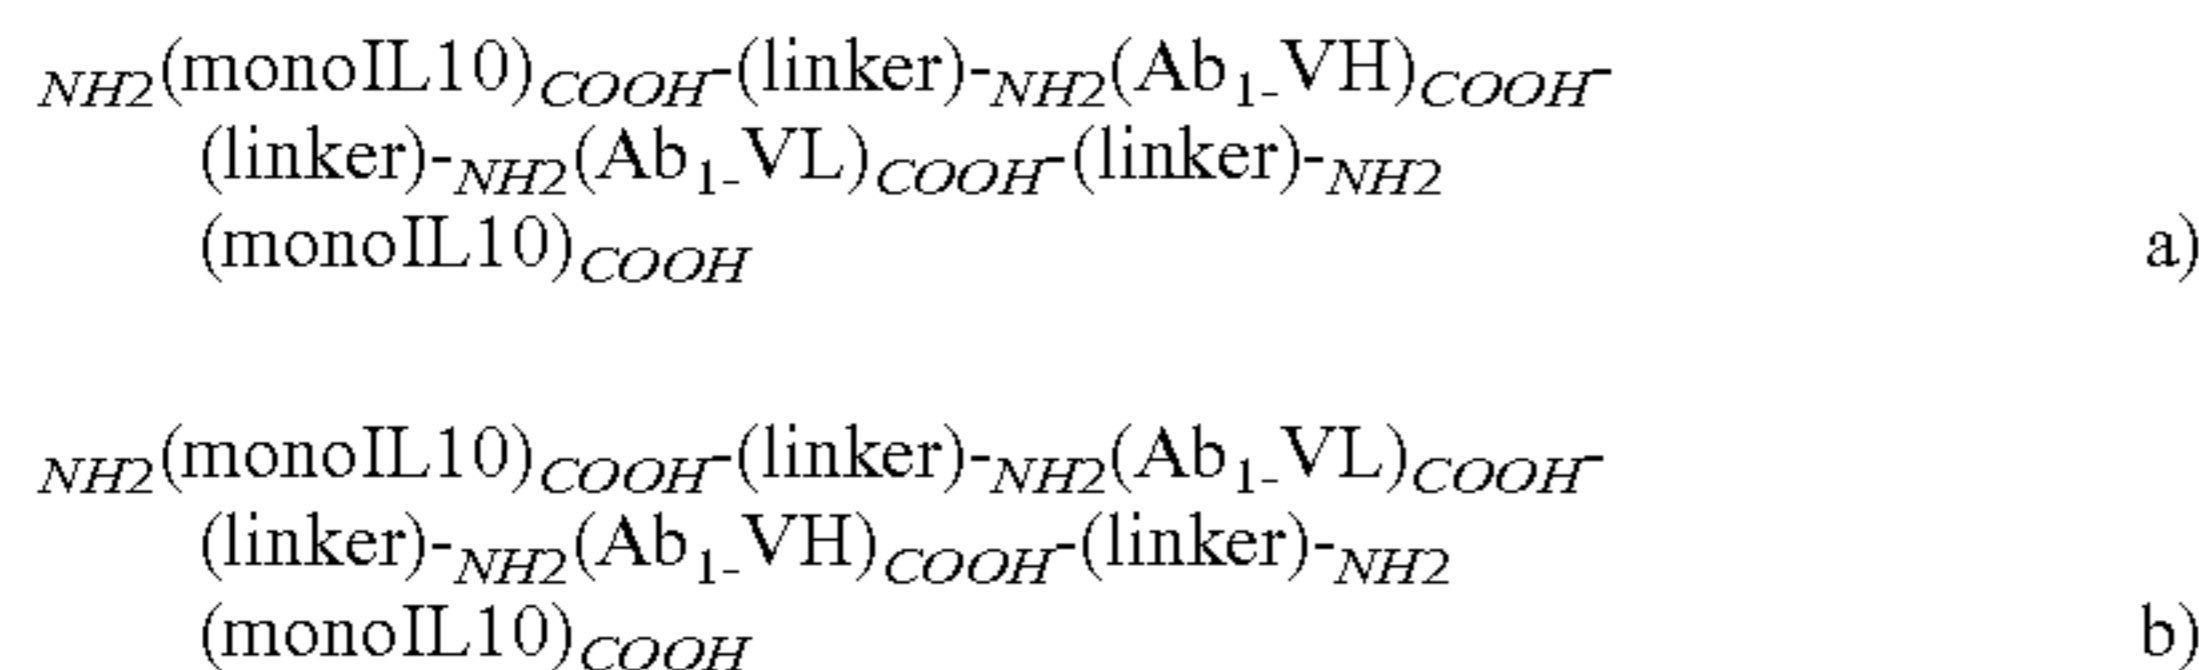 NH2(monoIL10)COOH-(linker)-NH2(Ab1-VH)COOH-
(linker)-NH2(Ab1-VL)COOH-(linker)-NH2
(monoIL10)COOH a)
NH2(monoIL10)COOH-(linker)-NH2(Ab1-VL)COOH-
(linker)-NH2(Ab1-VH)COOH-(linker)-NH2
(monoIL10)COOH b)